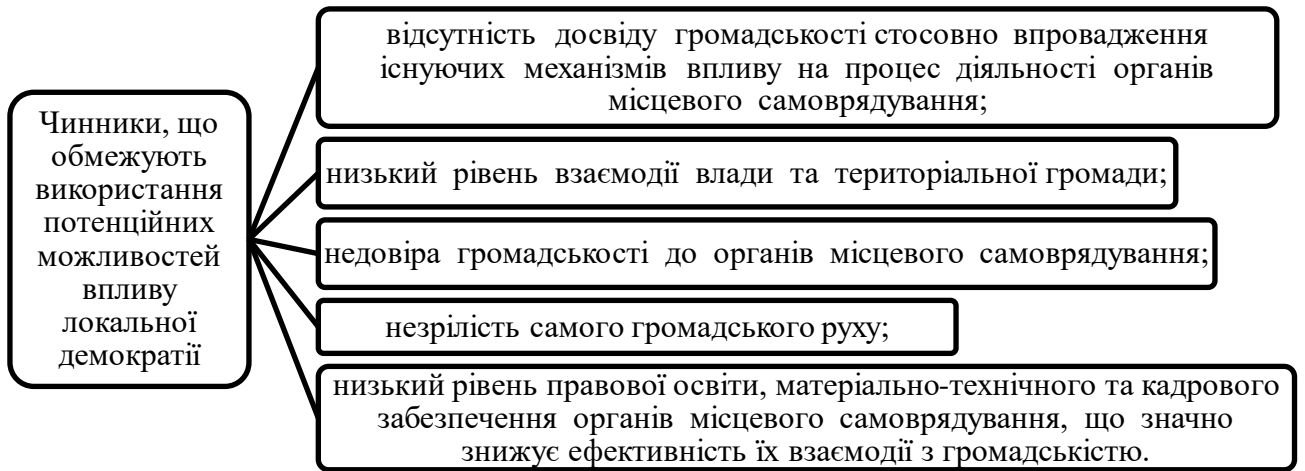 Чинники, що
обмежують
використання
потенційних
можливостей
впливу
локальної
демократії
відсутність досвіду громадськості стосовно впровадження
існуючих механізмів впливу на процес діяльності органів
місцевого самоврядування;
низький рівень взаємодії влади та територіальної громади;
недовіра громадськості до органів місцевого самоврядування;
незрілість самого громадського руху;
низький рівень правової освіти, матеріально-технічного та кадрового
забезпечення органів місцевого самоврядування, що значно
знижує ефективність їх взаємодії з громадськістю.